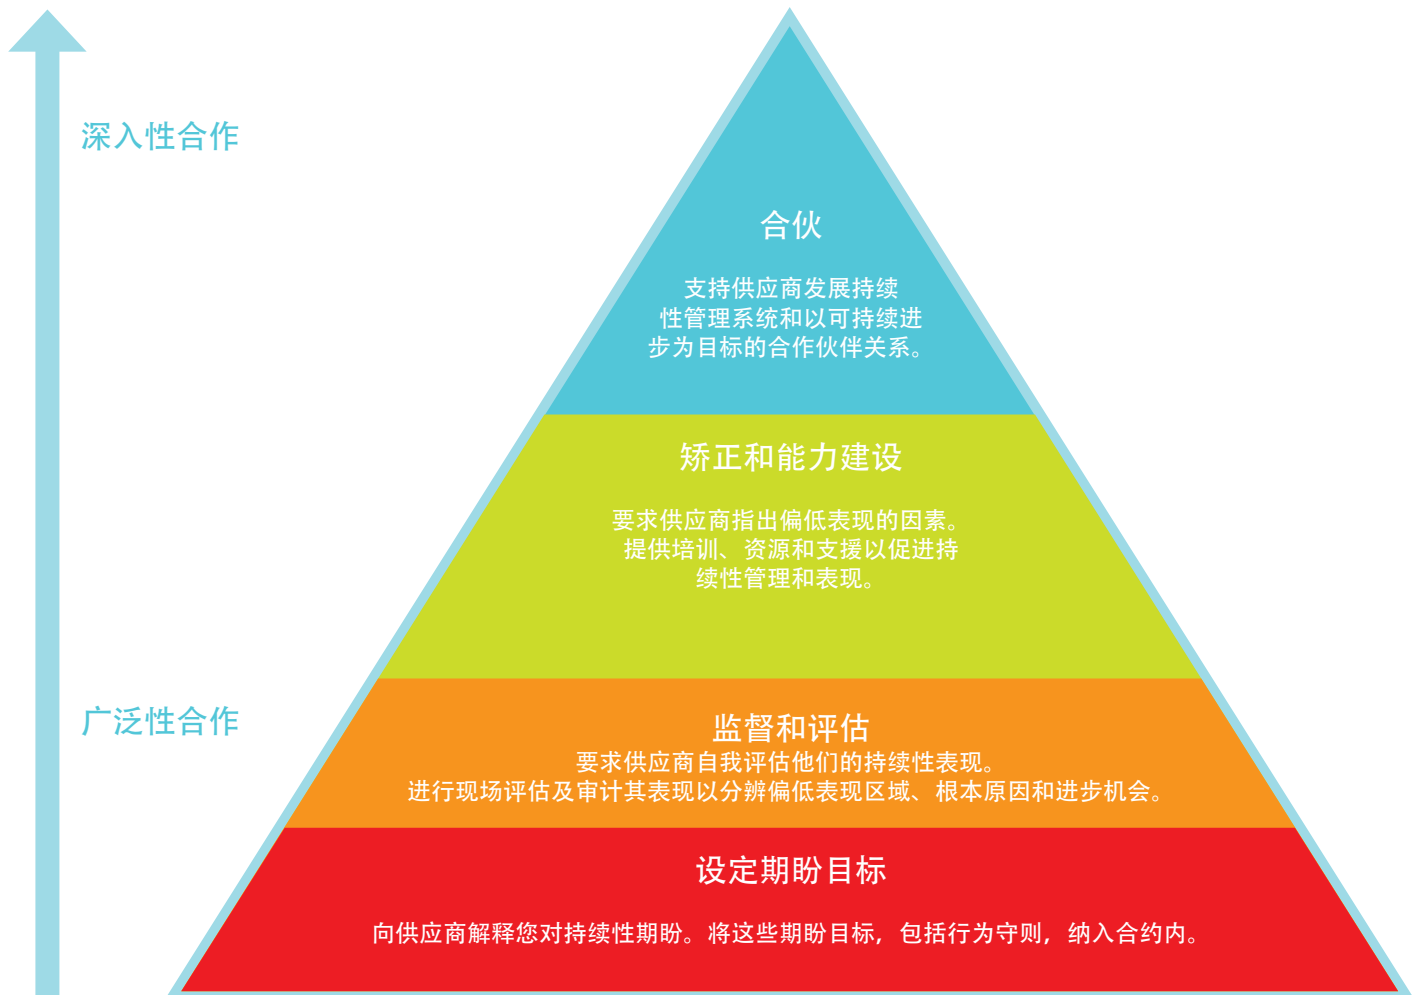 深入性合作
合伙
支持供应商发展持续
性管理系统和以可持续进
步为目标的合作伙伴关系。
矫正和能力建设
要求供应商指出偏低表现的因素。
提供培训、资源和支援以促进持
续性管理和表现。
广泛性合作
监督和评估
要求供应商自我评估他们的持续性表现。
进行现场评估及审计其表现以分辨偏低表现区域、根本原因和进步机会。
设定期盼目标
向供应商解释您对持续性期盼。将这些期盼目标，包括行为守则，纳入合约内。